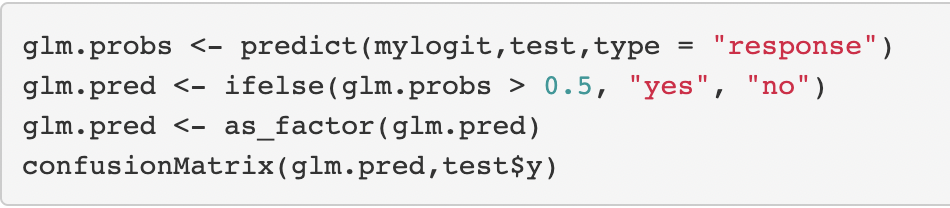 glm.probs <- predict(mylogit,test,type = "response")
glm.pred <- ifelse(glm.probs > 0.5, "yes", "no")
glm.pred <- as_factor(glm.pred)
confusionMatrix(glm.pred,test$y)